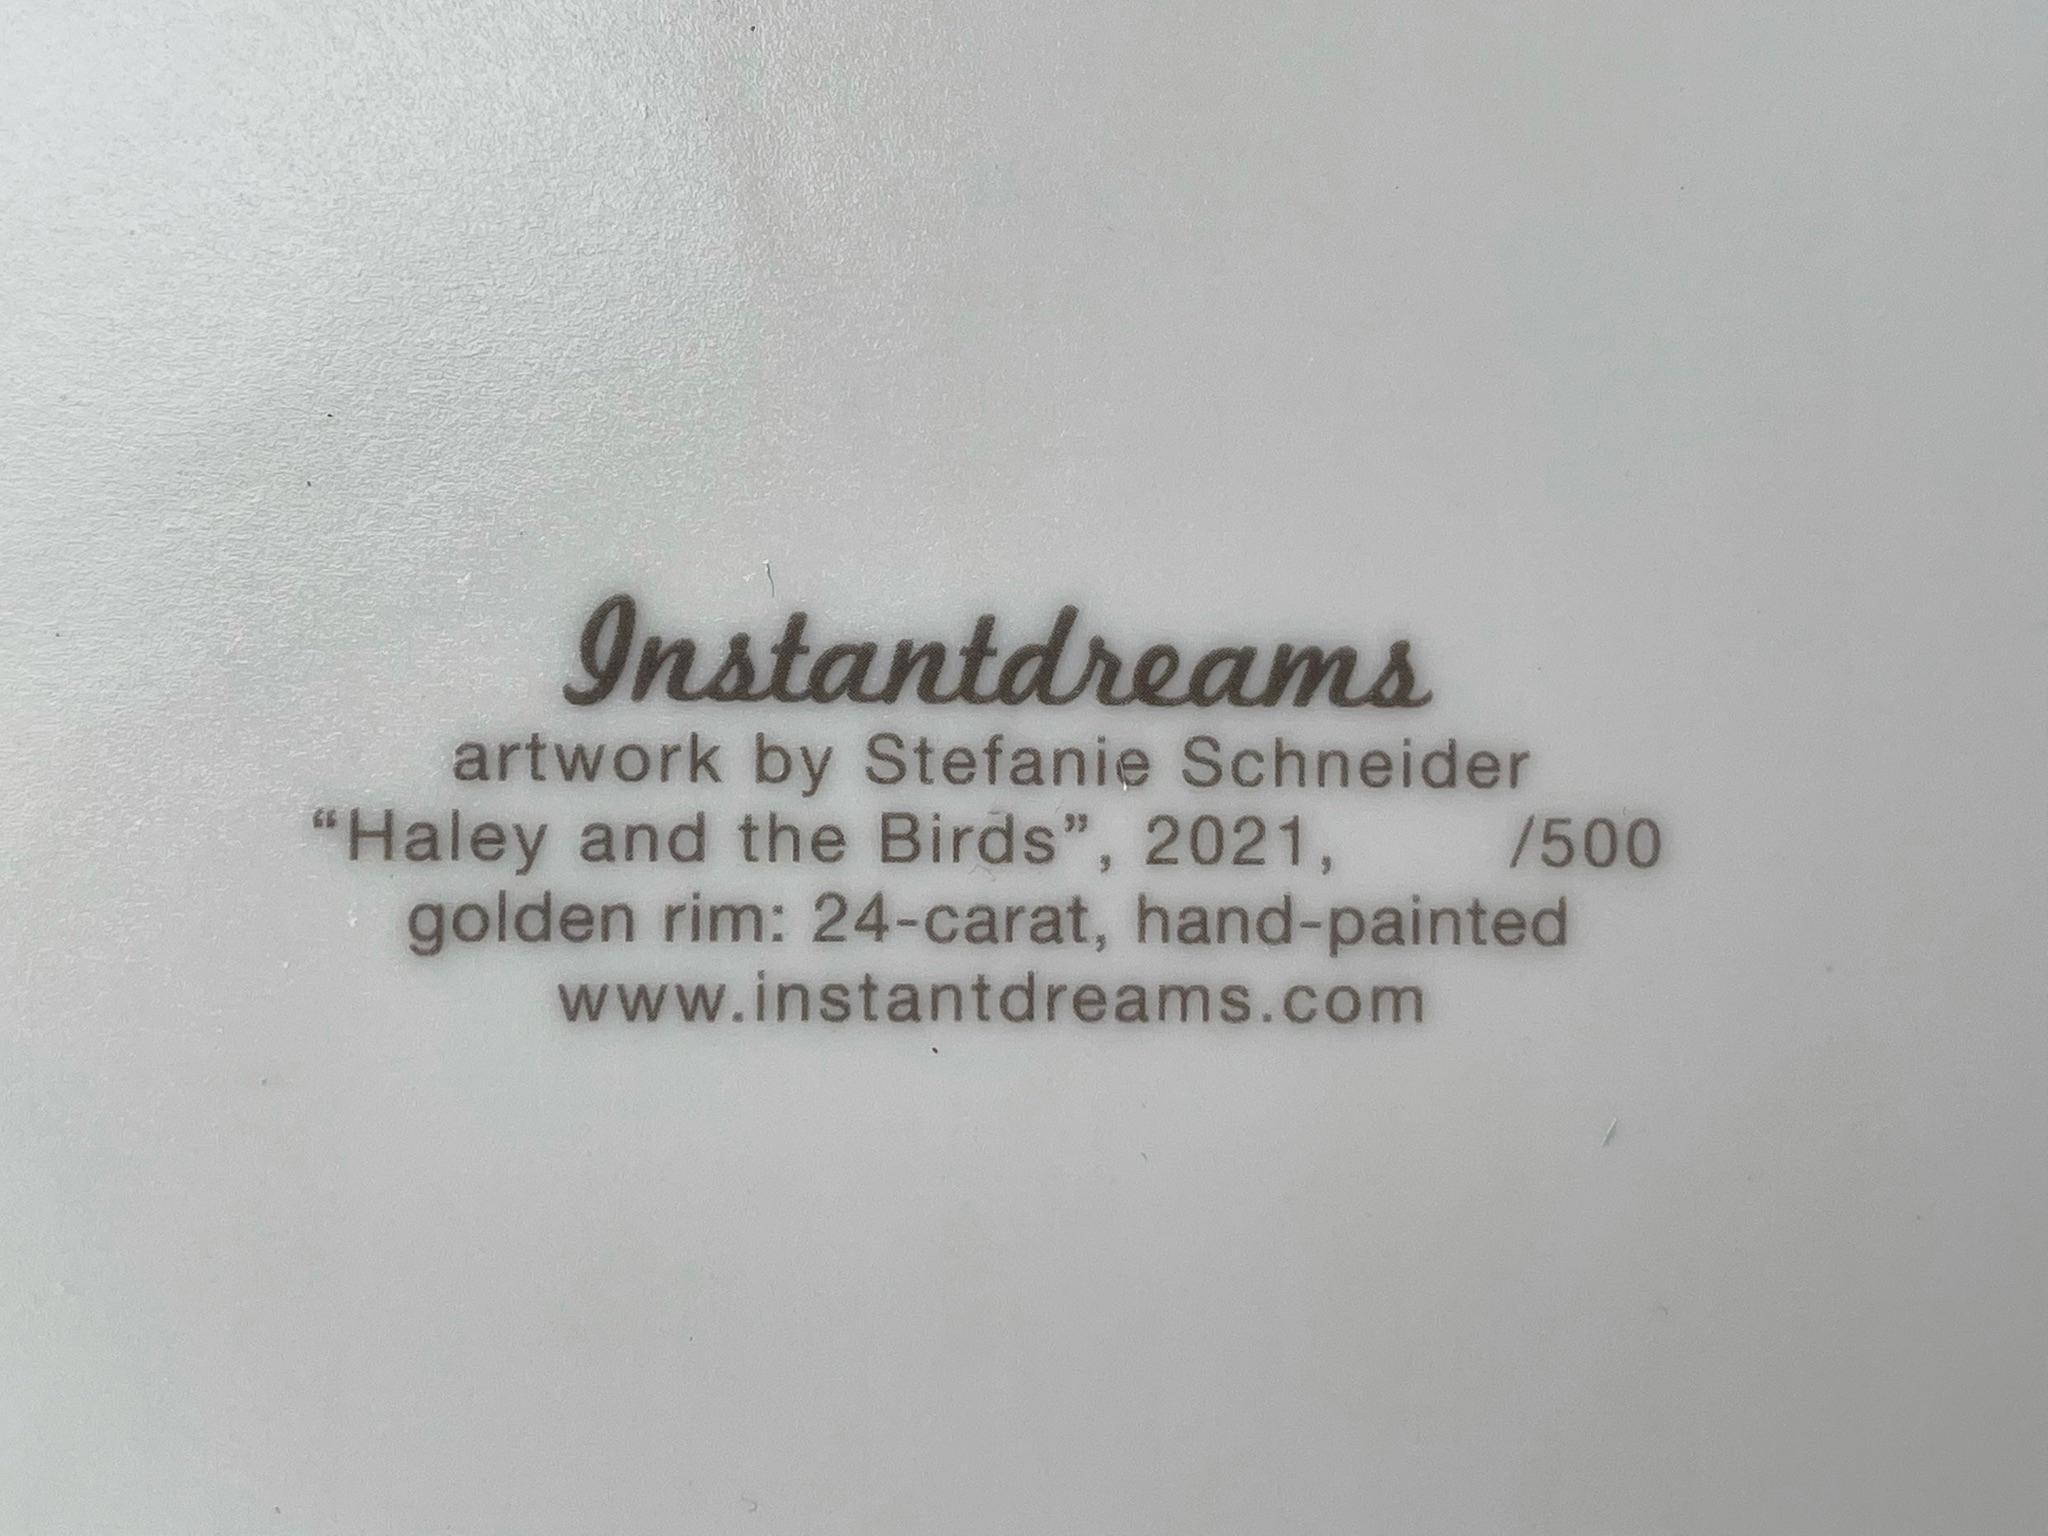 Instantdreams
artwork by Stefanie Schneider
“Haley and the Birds”, 2021, /500
golden rim: 24-carat, hand-painted
www.instantdreams.com